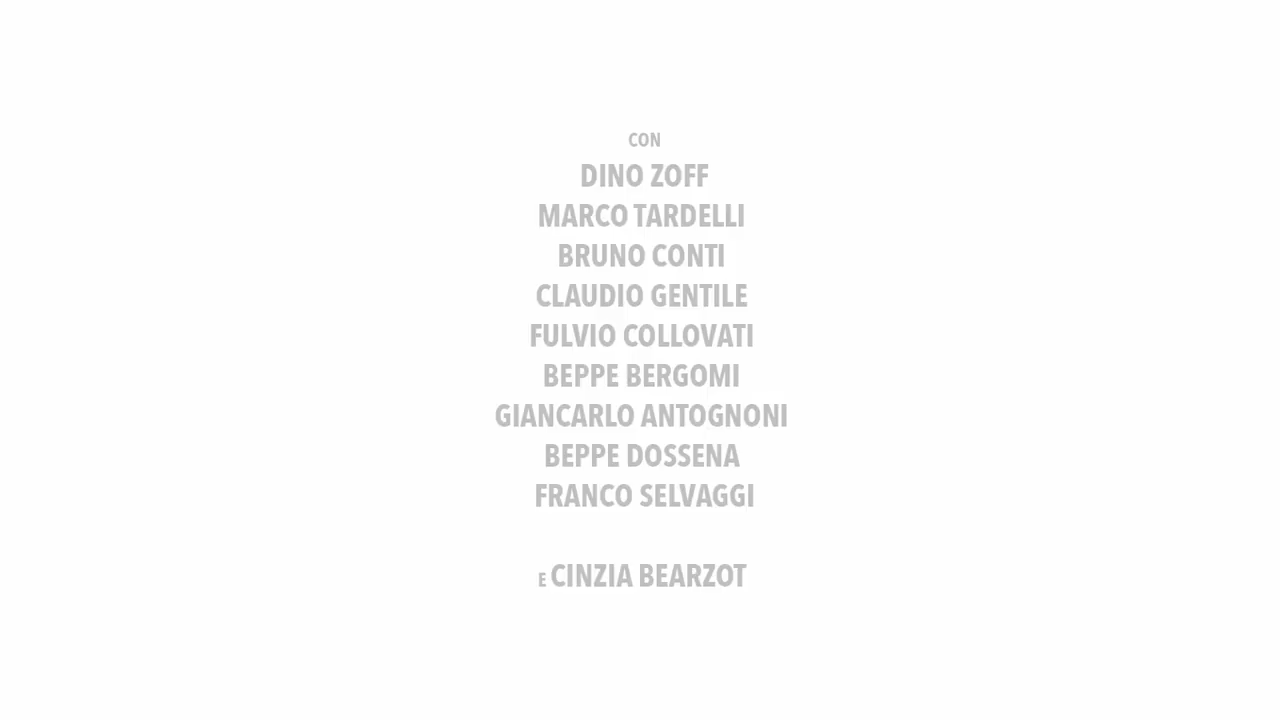 CON
DINO ZOFF
MARCO TARDELLI
BRUNO CONTI
CLAUDIO GENTILE
FULVIO COLLOVATI
BEPPE BERGOMI
GIANCARLO ANTOGNONI
BEPPE DOSSENA
FRANCO SELVAGGI
E CINZIA BEARZOT